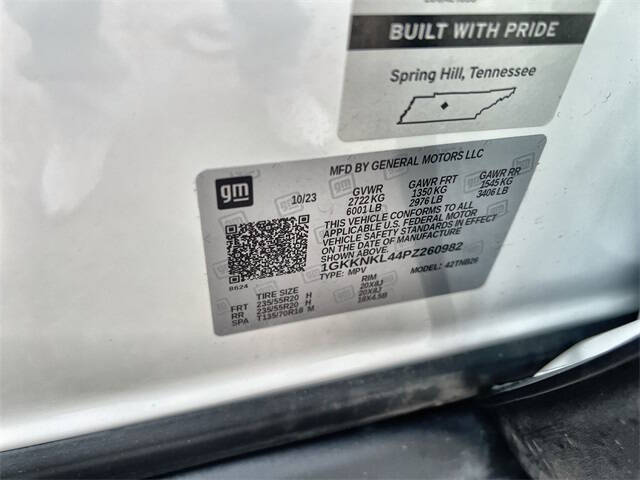 BUILT WITH PRIDE
Spring Hill, Tennessee
gm
MFD BY GENERAL MOTORS LLC
10/23 GVWR GAWR FRT GAWR RR
2722 KG 1350 KG 1545 KG
6001 LB 2976 LB 3406 LB
THIS VEHICLE CONFORMS TO ALL
APPLICABLE U.S. FEDERAL MOTOR
VEHICLE SAFETY STANDARDS IN EFFECT
ON THE DATE OF MANUFACTURE
SHOWN ABOVE.
1GKKNKL44PZ260982
TYPE: MPV MODEL: 42TNB26
B624
TIRE SIZE RIM
FRT 235/55R20 H 20X8J
RR 235/55R20 H 20X8J
SPA T135/70R18 M 18X4.5B